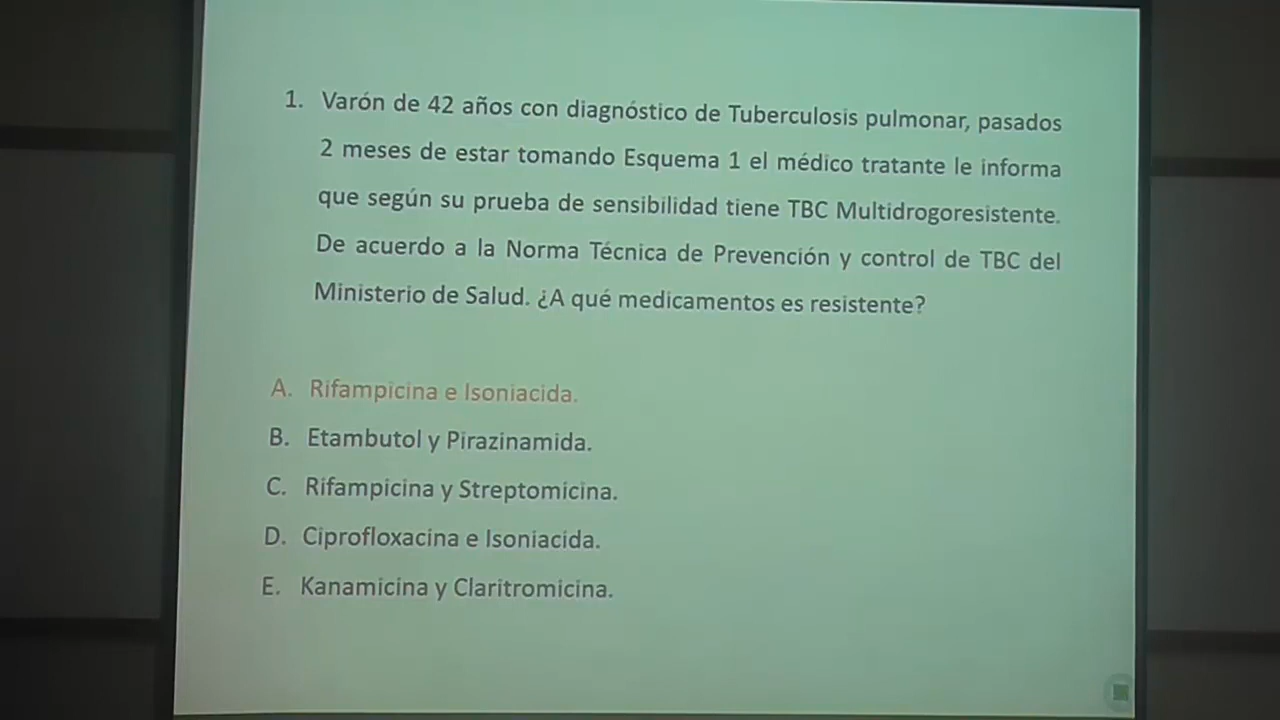 1. Varón de 42 años con diagnóstico de Tuberculosis pulmonar, pasados
2 meses de estar tomando Esquema 1 el médico tratante le informa
que según su prueba de sensibilidad tiene TBC Multidrogoresistente.
De acuerdo a la Norma Técnica de Prevención y control de TBC del
Ministerio de Salud. ¿A qué medicamentos es resistente?
A. Rifampicina e Isoniacida.
B. Etambutol y Pirazinamida.
C. Rifampicina y Streptomicina.
D. Ciprofloxacina e Isoniacida.
E. Kanamicina y Claritromicina.